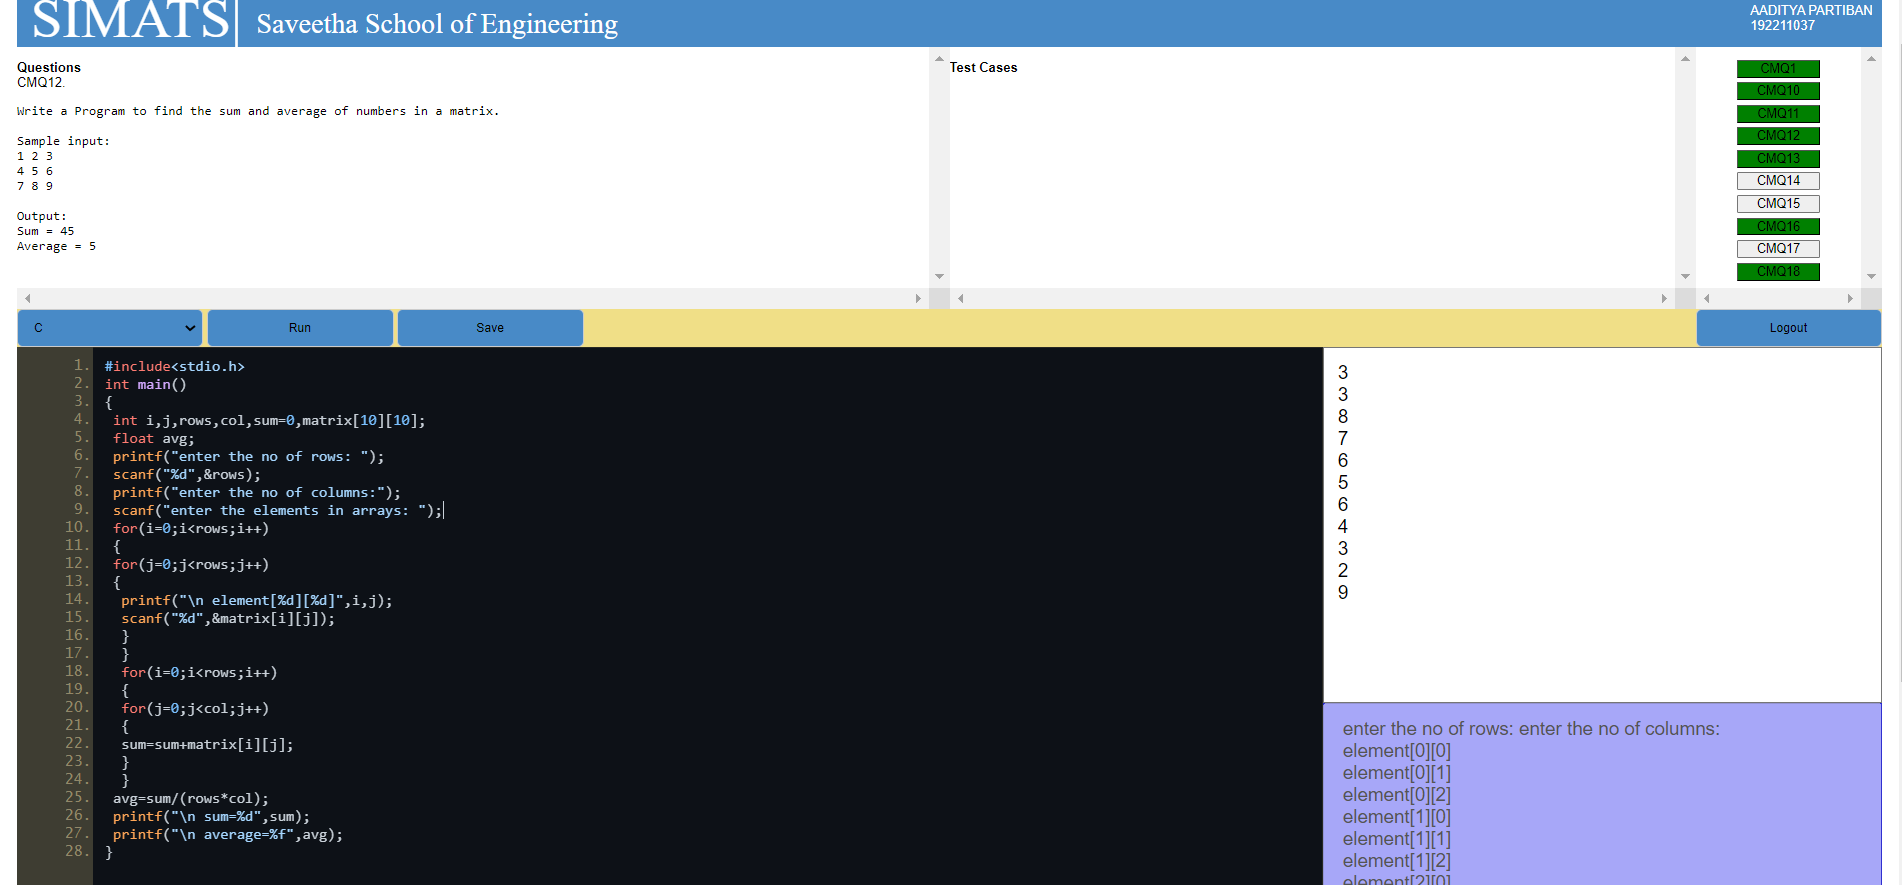 SIMATS
Saveetha School of Engineering
AADITYA PARTIBAN
192211037
Questions
CMQ12.
Write a Program to find the sum and average of numbers in a matrix.
Sample input:
1 2 3
4 5 6
7 8 9
Output:
Sum = 45
Average = 5
Test Cases
CMQ1
CMQ10
CMQ11
CMQ12
CMQ13
CMQ14
CMQ15
CMQ16
CMQ17
CMQ18
C
Run
Save
Logout
1. #include<stdio.h>
2. int main()
3. {
4. int i,j,rows,col,sum=0,matrix[10][10];
5. float avg;
6. printf("enter the no of rows: ");
7. scanf("%d",&rows);
8. printf("enter the no of columns:");
9. scanf("enter the elements in arrays: ");
10. for(i=0;i<rows;i++)
11. {
12. for(j=0;j<rows;j++)
13. {
14. printf("\n element[%d][%d]",i,j);
15. scanf("%d",&matrix[i][j]);
16. }
17. }
18. for(i=0;i<rows;i++)
19. {
20. for(j=0;j<col;j++)
21. {
22. sum=sum+matrix[i][j];
23. }
24. }
25. avg=sum/(rows*col);
26. printf("\n sum=%d",sum);
27. printf("\n average=%f",avg);
28. }
3
3
8
7
6
5
6
4
3
2
9
enter the no of rows: enter the no of columns:
element[0][0]
element[0][1]
element[0][2]
element[1][0]
element[1][1]
element[1][2]
element[2][0]